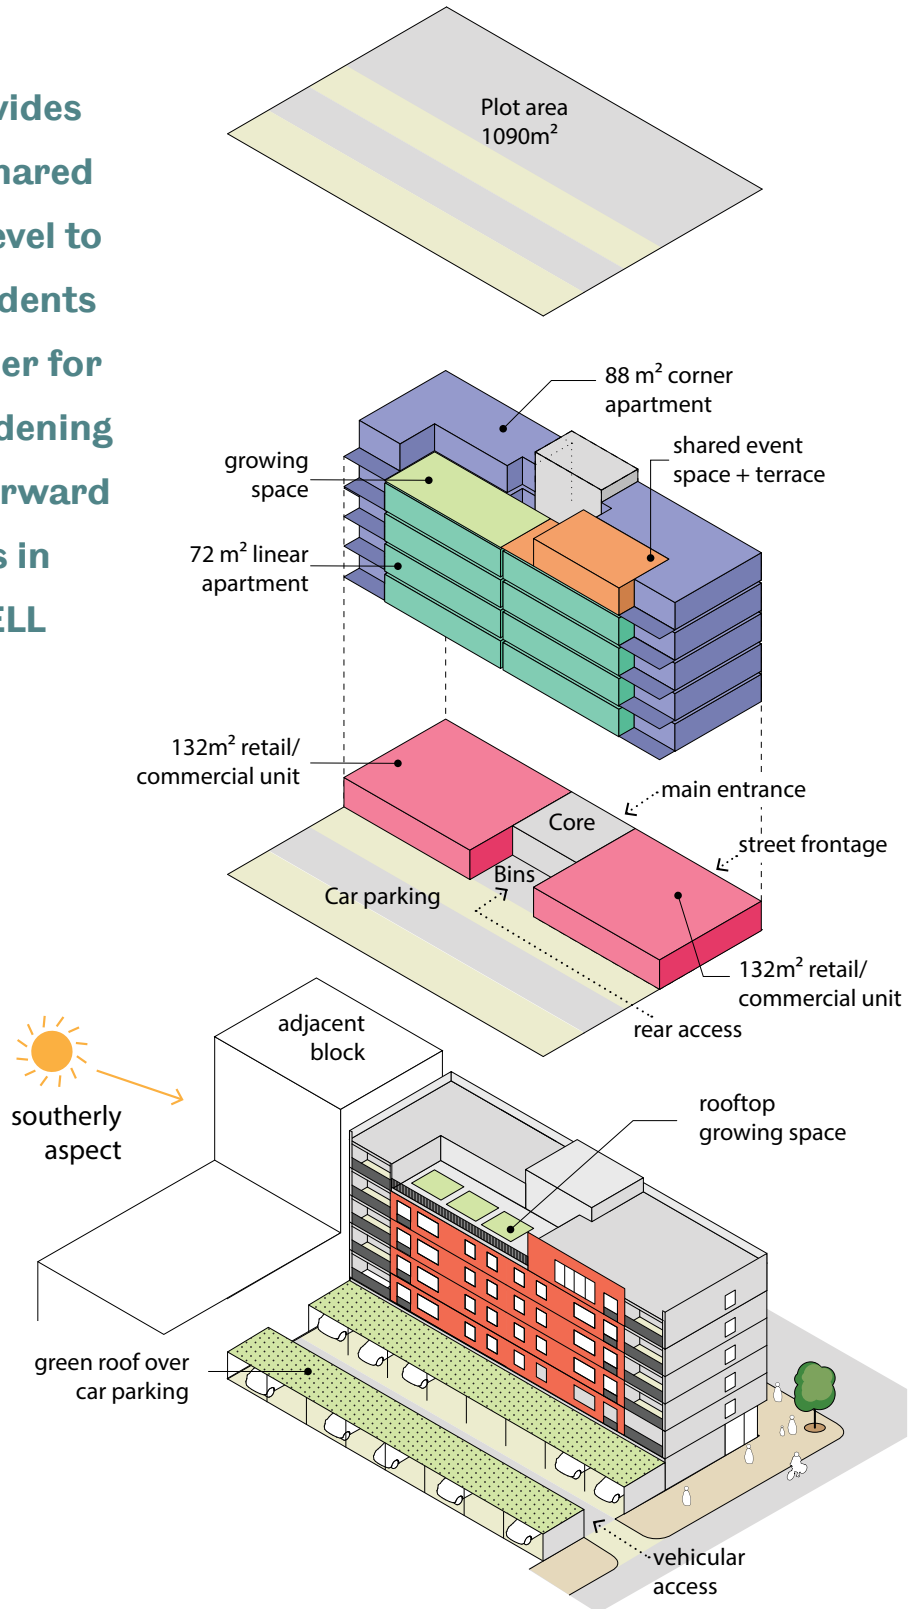 vides
hared
evel to
dents
er for
dening
rward
s in
ELL
Plot area
1090m²
88 m² corner
apartment
shared event
space + terrace
growing
space
72 m² linear
apartment
132m² retail/
commercial unit
main entrance
Core
street frontage
Bins
Car parking
132m² retail/
commercial unit
rear access
adjacent
block
southerly
aspect
rooftop
growing space
green roof over
car parking
vehicular
access